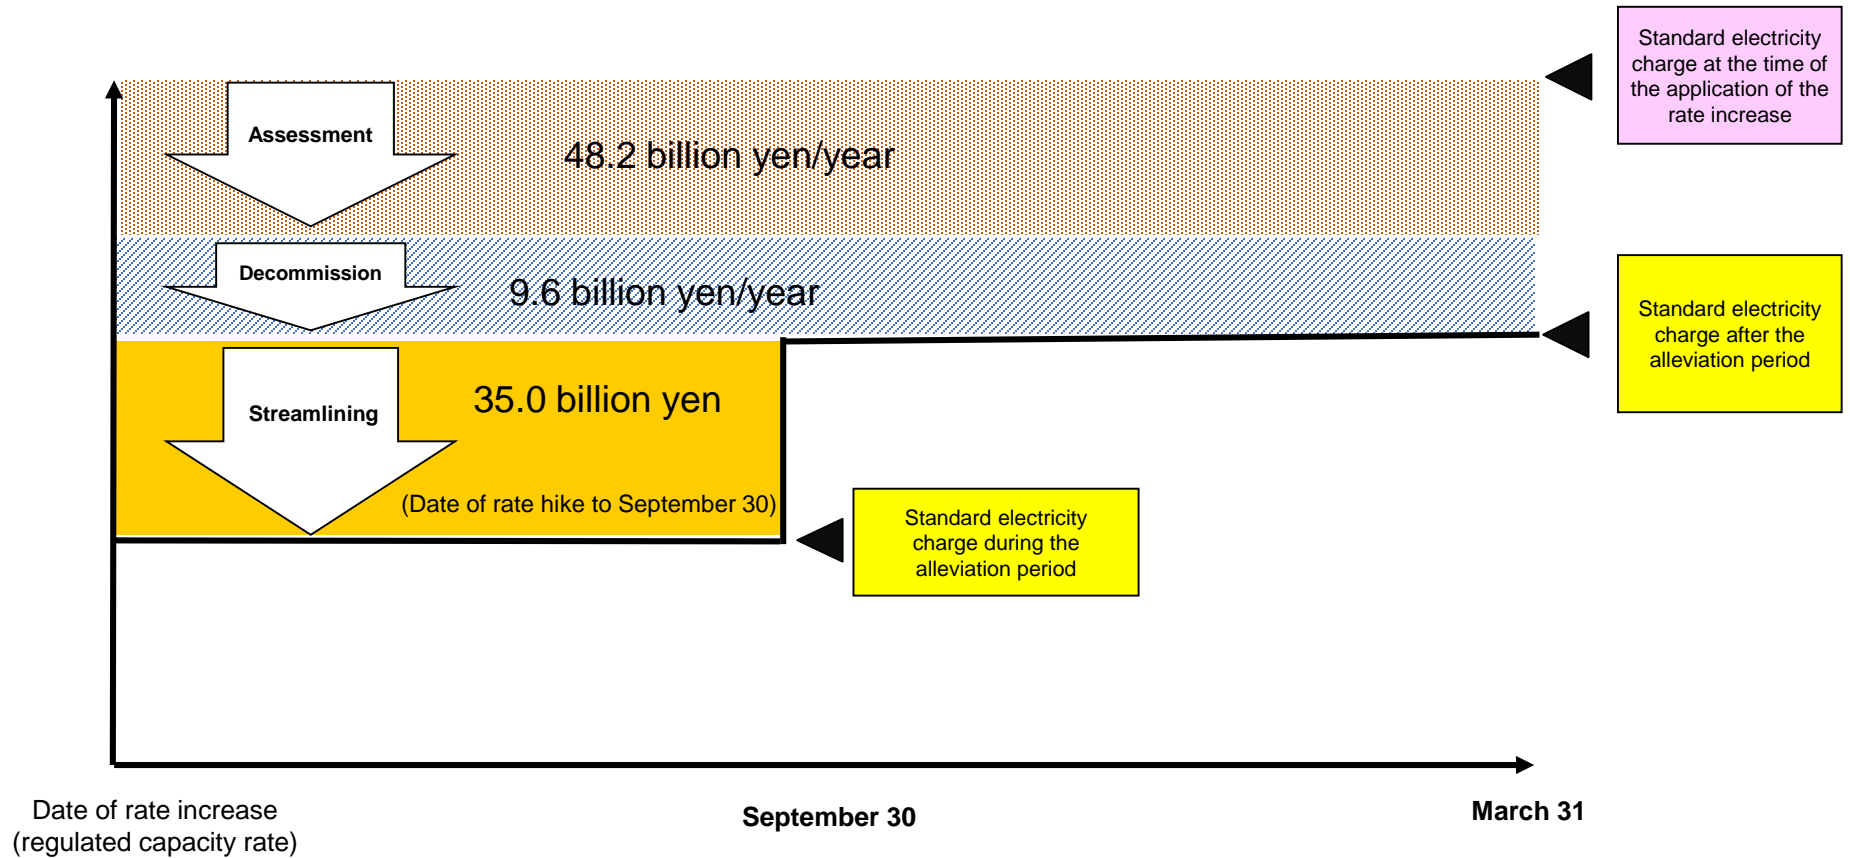 Standard electricity
charge at the time of
the application of the
rate increase
Assessment
48.2 billion yen/year
Decommission
9.6 billion yen/year
Standard electricity
charge after the
alleviation period
Streamlining
35.0 billion yen
(Date of rate hike to September 30)
Standard electricity
charge during the
alleviation period
Date of rate increase
(regulated capacity rate)
September 30
March 31